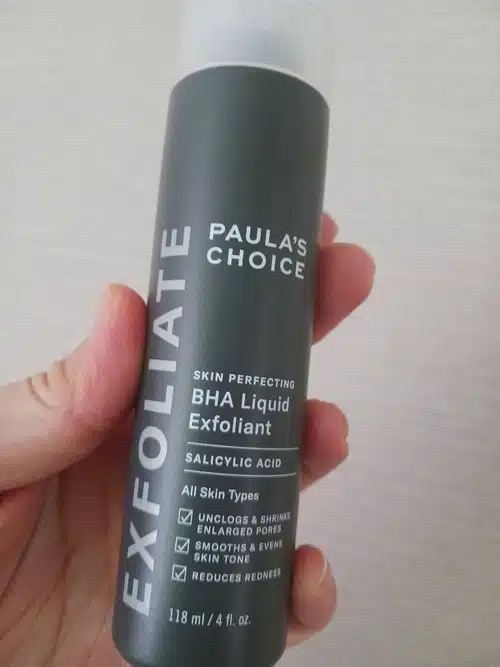 EXFOLIATE
PAULA'S
CHOICE
SKIN PERFECTING
BHA Liquid
Exfoliant
SALICYLIC ACID
All Skin Types
UNCLOGS & SHRINKS
ENLARGED PORES
SMOOTHS & EVENS
SKIN TONE
REDUCES REDNESS
118 ml / 4 fl. oz.